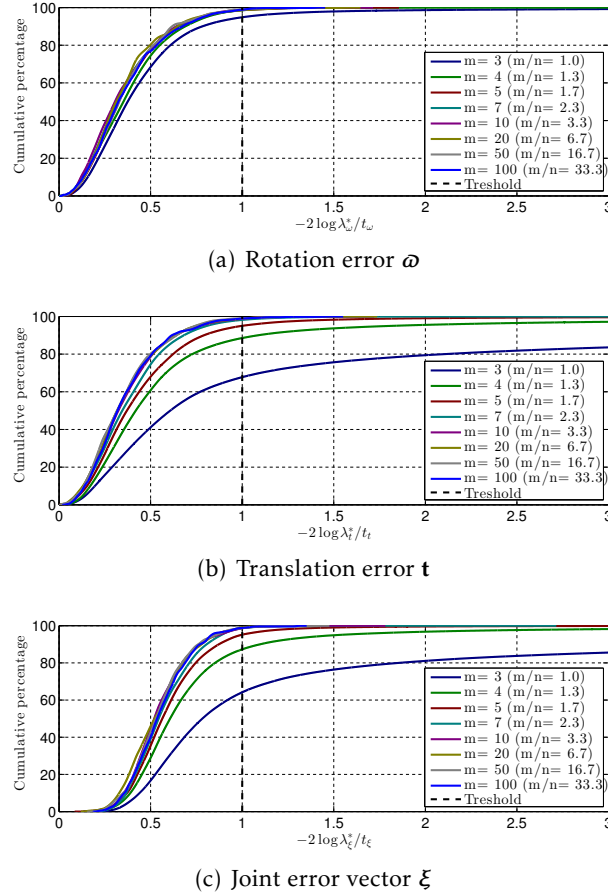 100
80
60
40
20
0
Cumulative percentage
0 0.5 1 1.5 2 2.5 3
−2 log λ*ω/tω
m= 3 (m/n= 1.0)
m= 4 (m/n= 1.3)
m= 5 (m/n= 1.7)
m= 7 (m/n= 2.3)
m= 10 (m/n= 3.3)
m= 20 (m/n= 6.7)
m= 50 (m/n= 16.7)
m= 100 (m/n= 33.3)
Treshold
(a) Rotation error ϖ
100
80
60
40
20
0
Cumulative percentage
0 0.5 1 1.5 2 2.5 3
−2 log λ*t/tt
m= 3 (m/n= 1.0)
m= 4 (m/n= 1.3)
m= 5 (m/n= 1.7)
m= 7 (m/n= 2.3)
m= 10 (m/n= 3.3)
m= 20 (m/n= 6.7)
m= 50 (m/n= 16.7)
m= 100 (m/n= 33.3)
Treshold
(b) Translation error t
100
80
60
40
20
0
Cumulative percentage
0 0.5 1 1.5 2 2.5 3
−2 log λ*ξ/tξ
m= 3 (m/n= 1.0)
m= 4 (m/n= 1.3)
m= 5 (m/n= 1.7)
m= 7 (m/n= 2.3)
m= 10 (m/n= 3.3)
m= 20 (m/n= 6.7)
m= 50 (m/n= 16.7)
m= 100 (m/n= 33.3)
Treshold
(c) Joint error vector ξ